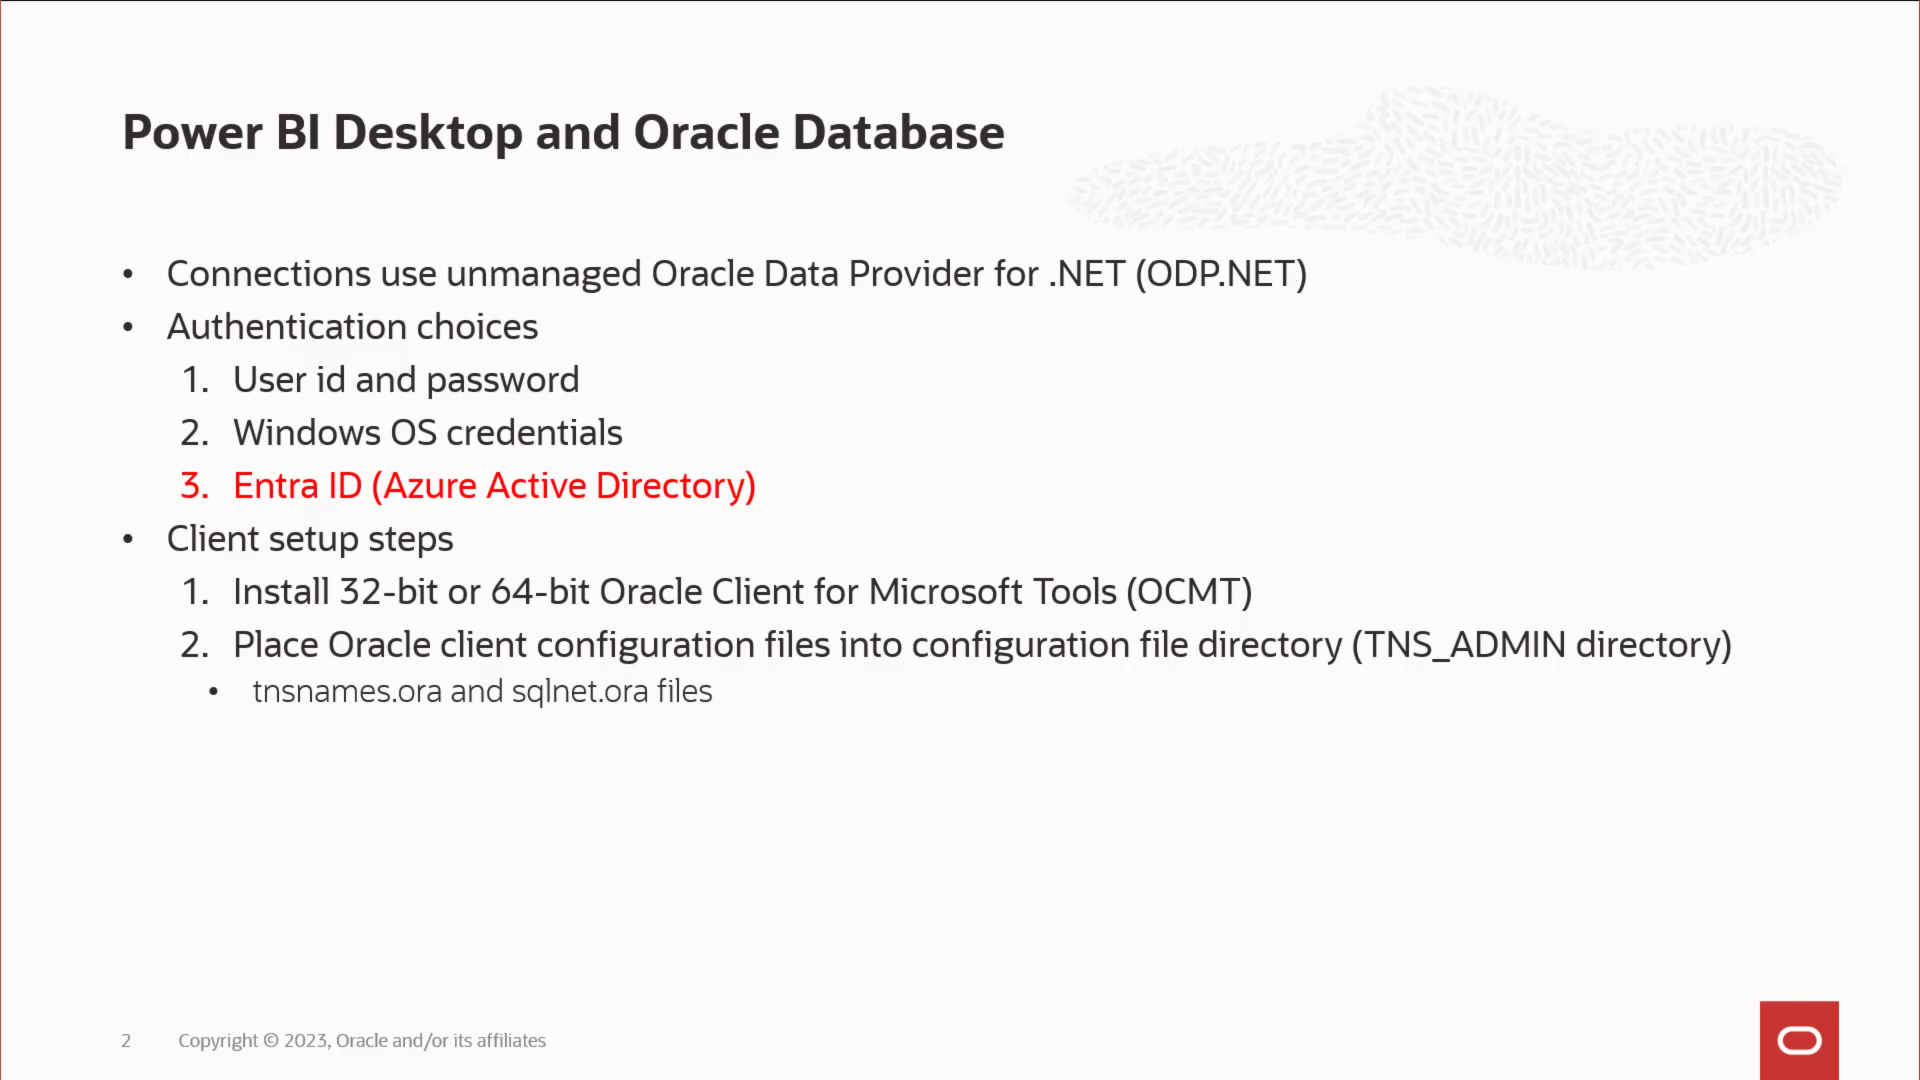 Power BI Desktop and Oracle Database
• Connections use unmanaged Oracle Data Provider for .NET (ODP.NET)
• Authentication choices
1. User id and password
2. Windows OS credentials
3. Entra ID (Azure Active Directory)
• Client setup steps
1. Install 32-bit or 64-bit Oracle Client for Microsoft Tools (OCMT)
2. Place Oracle client configuration files into configuration file directory (TNS_ADMIN directory)
• tnsnames.ora and sqlnet.ora files
2 Copyright © 2023, Oracle and/or its affiliates